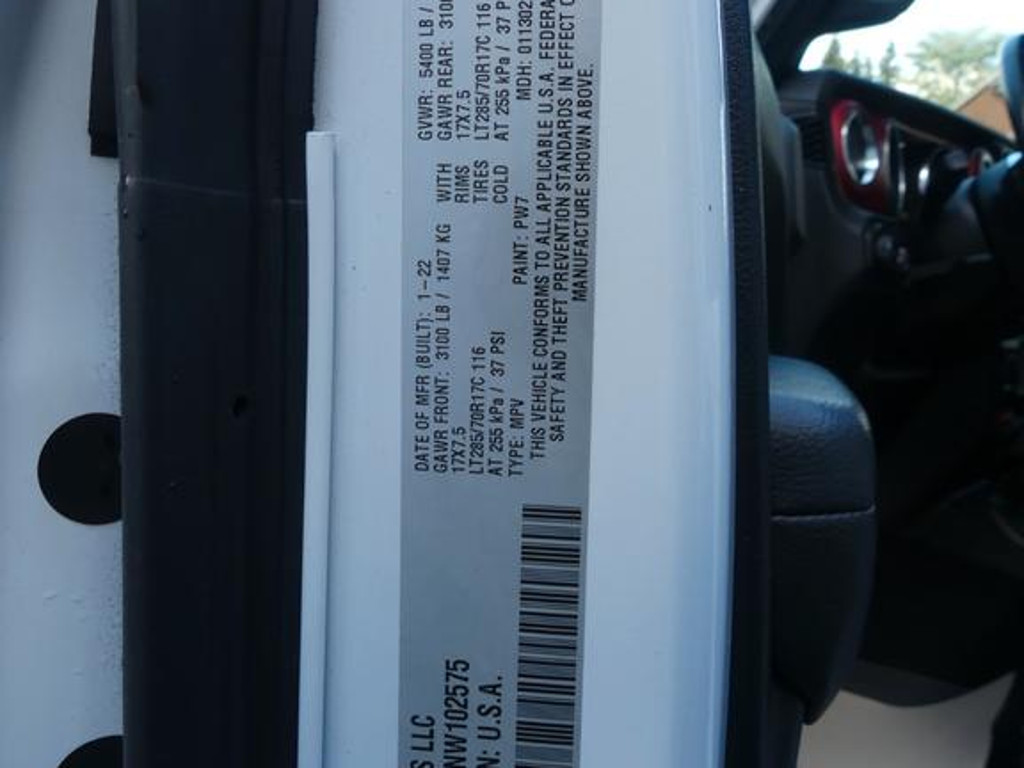 S LLC
NW102575
N: U.S.A.
DATE OF MFR (BUILT): 1-22 GVWR: 5400 LB /
GAWR FRONT: 3100 LB / 1407 KG WITH GAWR REAR: 310
17X7.5 RIMS 17X7.5
LT285/70R17C 116 TIRES LT285/70R17C 116
AT 255 kPa / 37 PSI COLD AT 255 kPa / 37 P
TYPE: MPV PAINT: PW7 MDH: 011302
THIS VEHICLE CONFORMS TO ALL APPLICABLE U.S.A. FEDERA
SAFETY AND THEFT PREVENTION STANDARDS IN EFFECT O
MANUFACTURE SHOWN ABOVE.